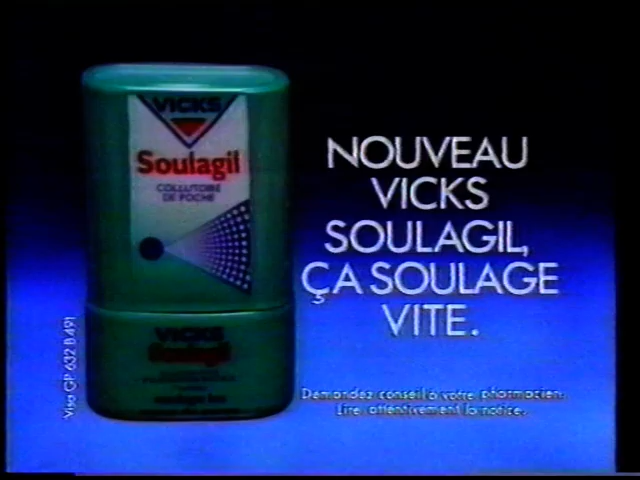 VICKS
Soulagil
COLLUTOIRE
DE POCHE
VICKS
Soulagil
NOUVEAU
VICKS
SOULAGIL,
ÇA SOULAGE
VITE.
Demandez conseil à votre pharmacien.
Lire attentivement la notice.
Visa GP 632 B 491